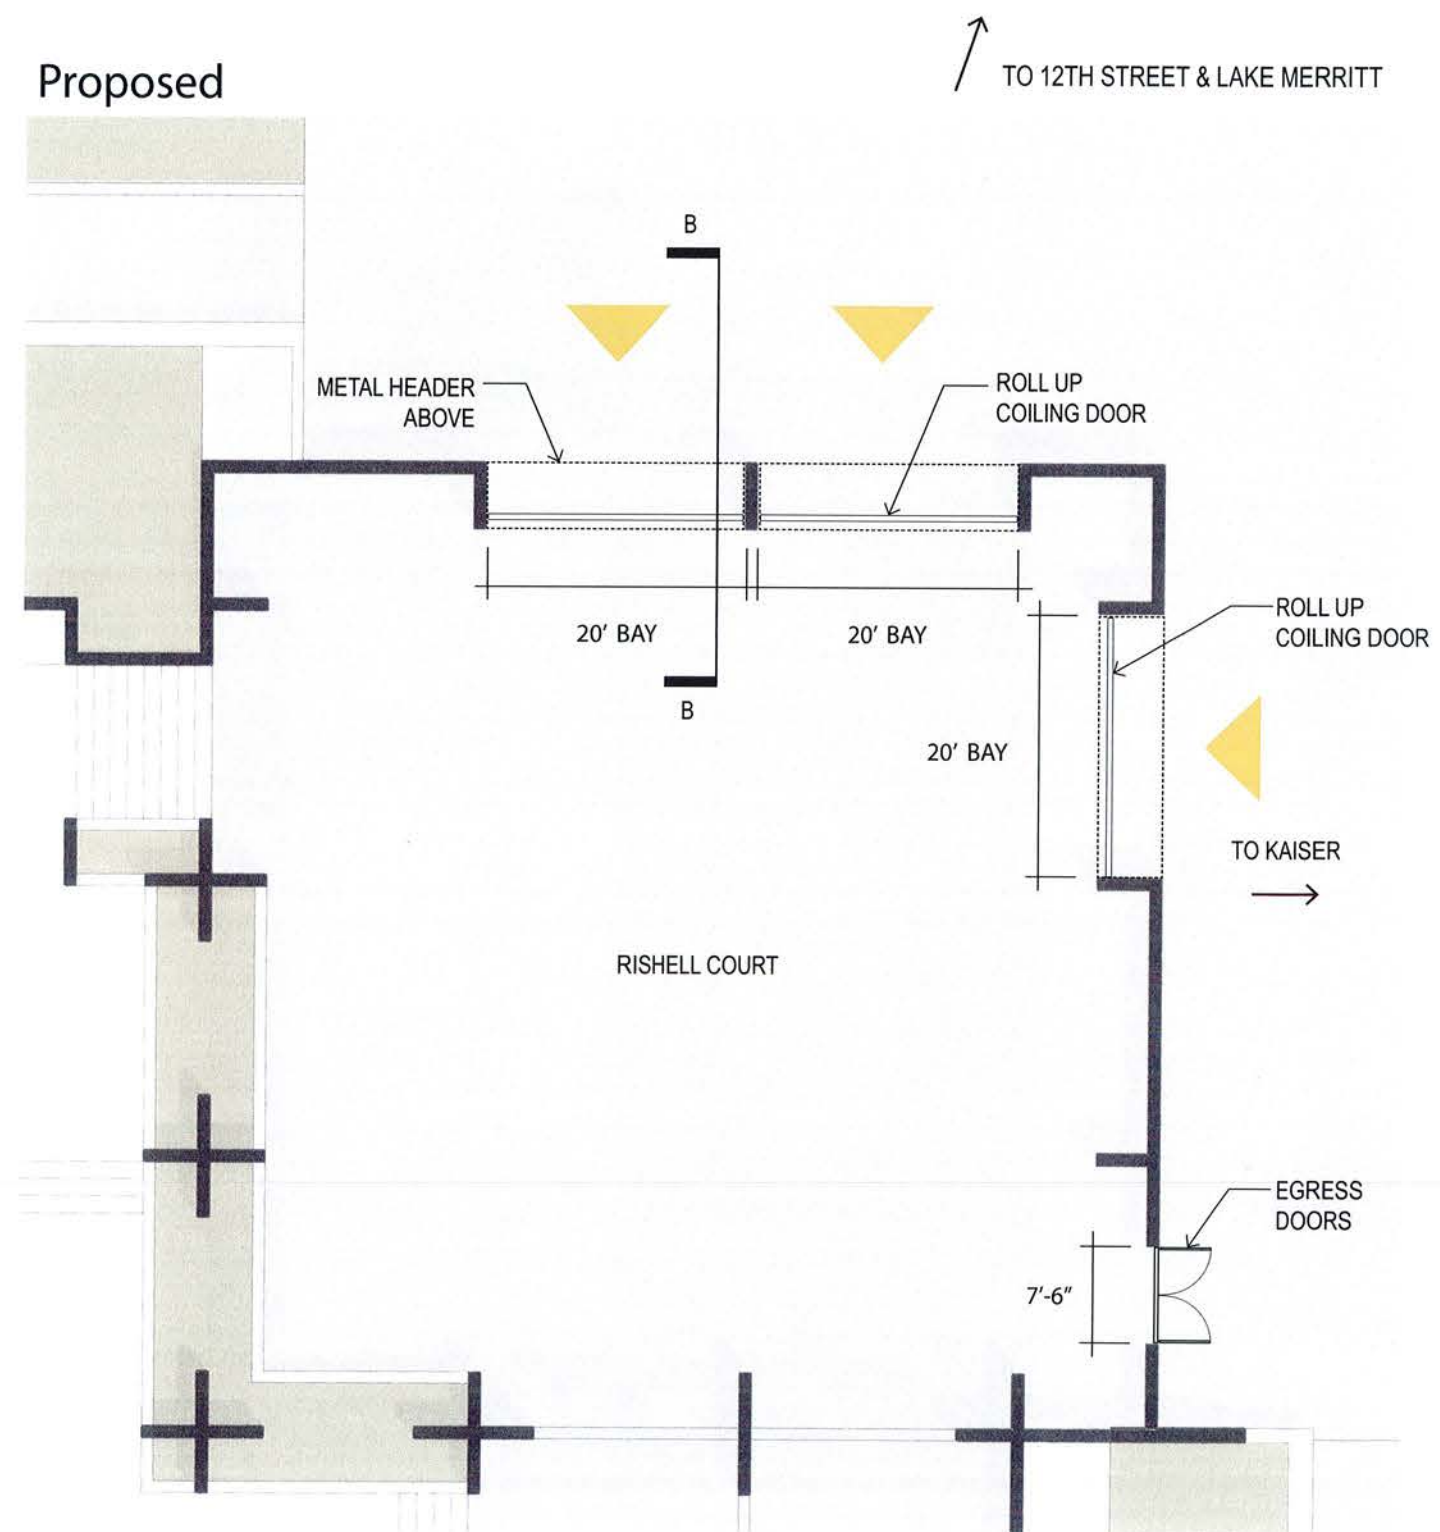 Proposed
TO 12TH STREET & LAKE MERRITT
B
METAL HEADER
ABOVE
ROLL UP
COILING DOOR
20' BAY
20' BAY
ROLL UP
COILING DOOR
B
20' BAY
TO KAISER
RISHELL COURT
EGRESS
DOORS
7'-6"